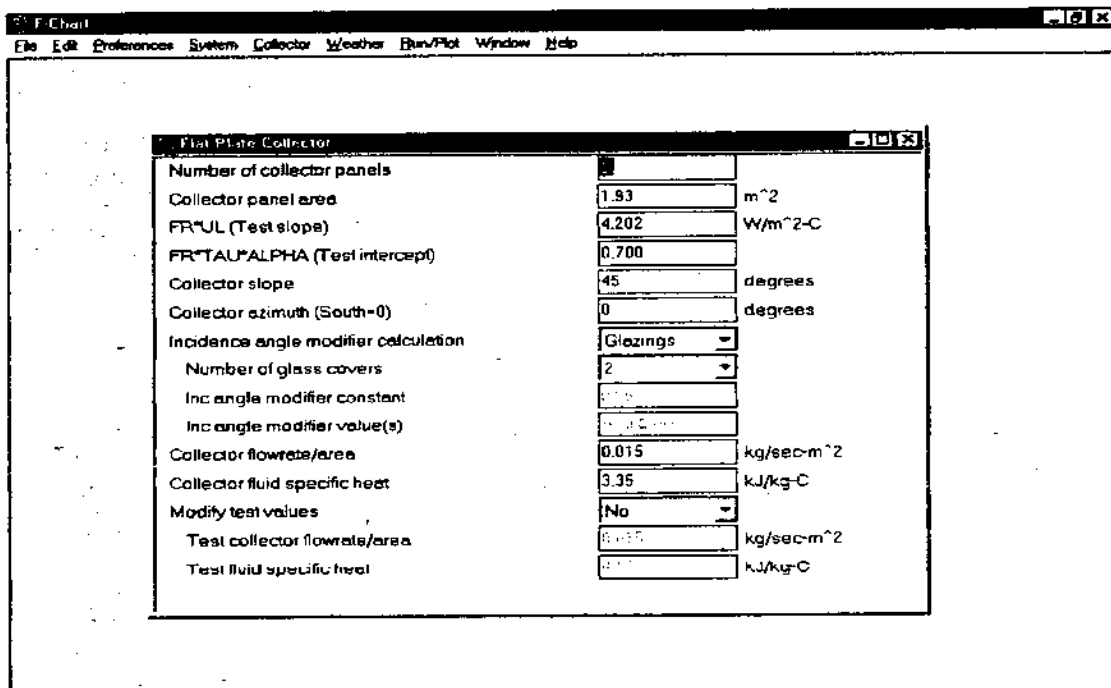 F-Chart
File Edit Preferences System Collector Weather Run/Plot Window Help
Flat Plate Collector
Number of collector panels
Collector panel area 1.93 m^2
FR*UL (Test slope) 4.202 W/m^2-C
FR*TAU*ALPHA (Test intercept) 0.700
Collector slope 45 degrees
Collector azimuth (South=0) 0 degrees
Incidence angle modifier calculation Glazings
Number of glass covers 2
Inc angle modifier constant
Inc angle modifier value(s)
Collector flowrate/area 0.015 kg/sec-m^2
Collector fluid specific heat 3.35 kJ/kg-C
Modify test values No
Test collector flowrate/area kg/sec-m^2
Test fluid specific heat kJ/kg-C